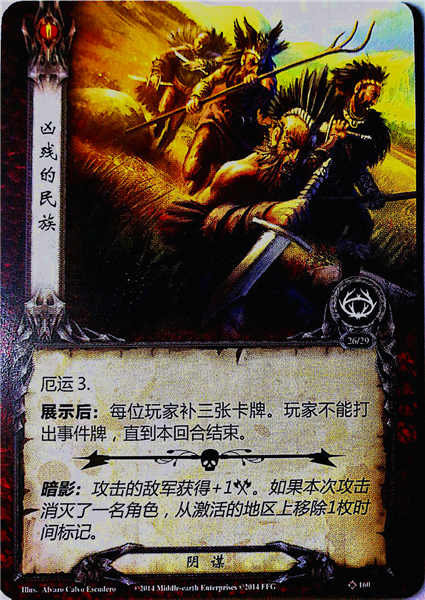 凶残的民族
26/29
厄运 3.
展示后：每位玩家补三张卡牌。玩家不能打
出事件牌，直到本回合结束。
暗影：攻击的敌军获得+1。如果本次攻击
消灭了一名角色，从激活的地区上移除1枚时
间标记。
阴谋
Illus. Alvaro Calvo Escudero ©2014 Middle-earth Enterprises ©2014 FFG 160